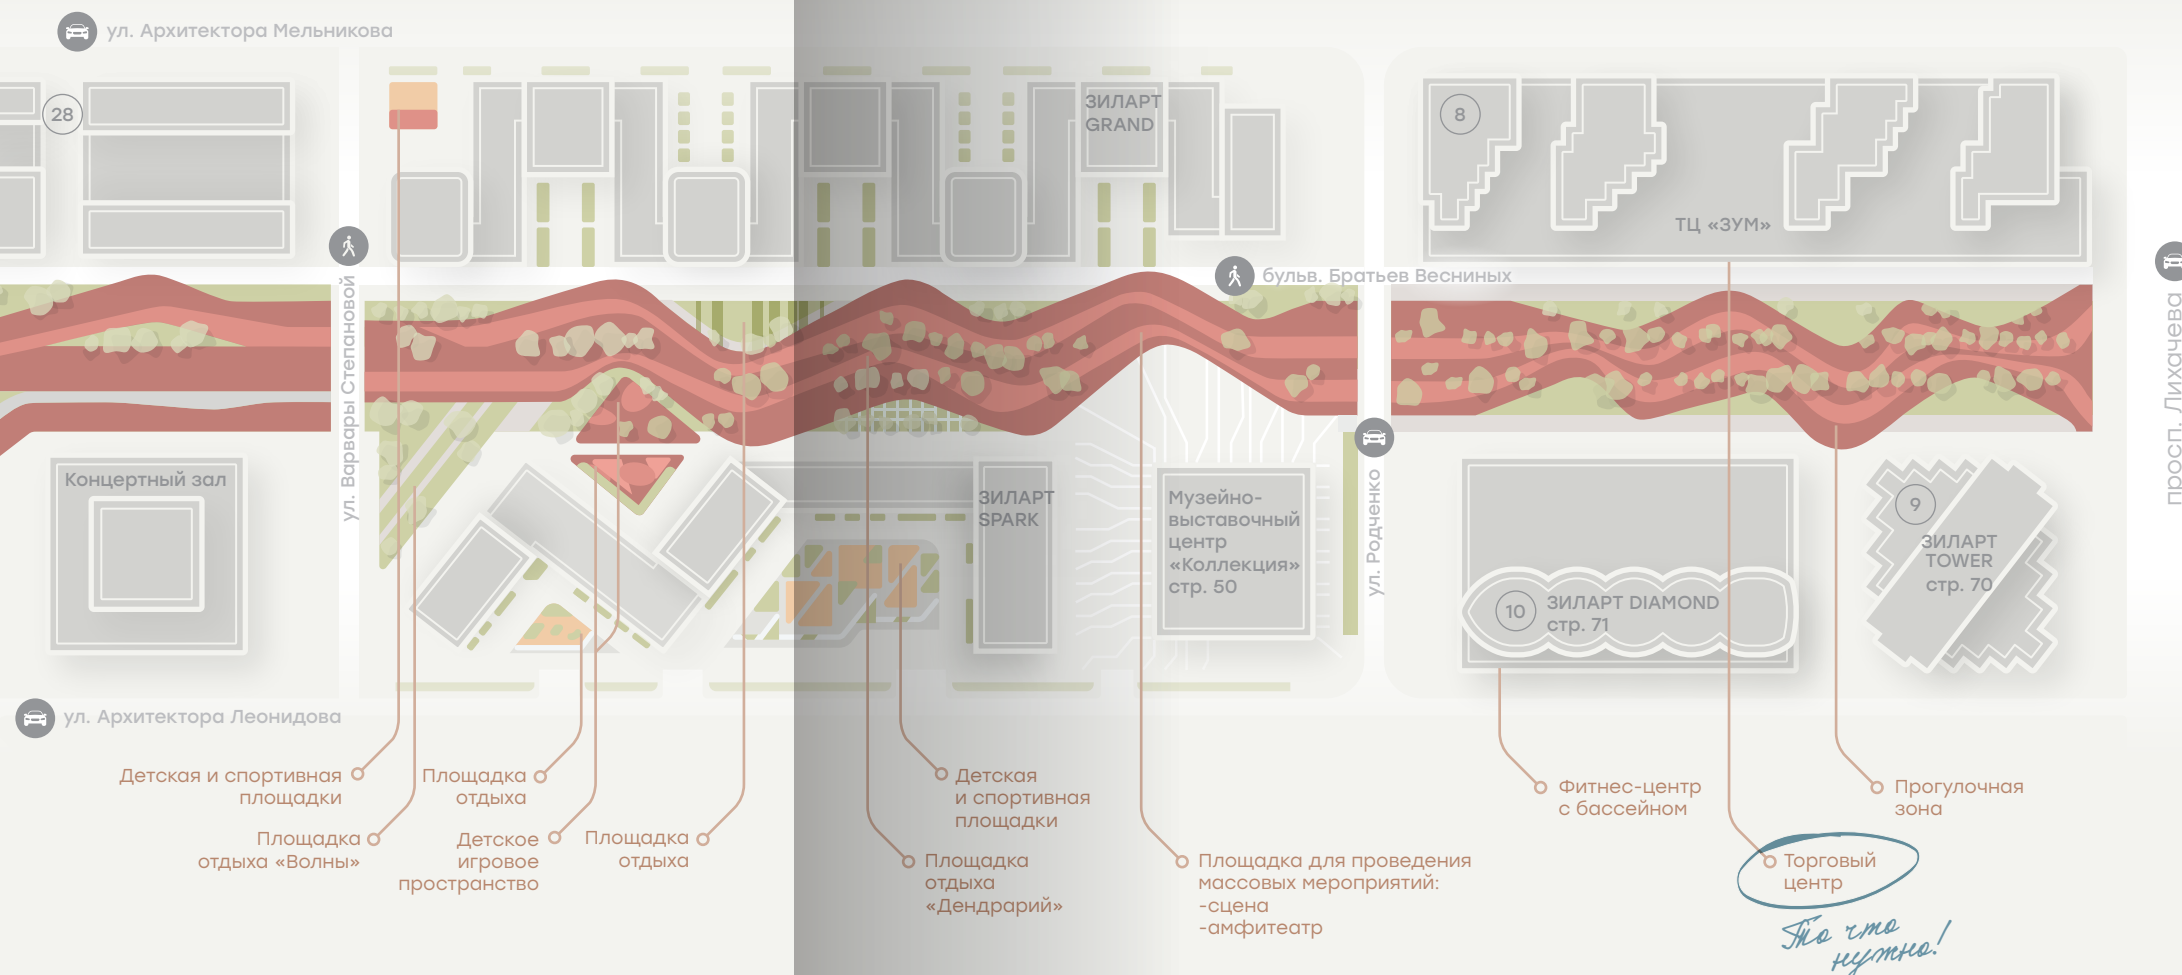 ул. Архитектора Мельникова
28
ЗИЛАРТ
GRAND
8
ТЦ «ЗУМ»
бульв. Братьев Весниных
ул. Варвары Степановой
просп. Лихачева
Концертный зал
ЗИЛАРТ
SPARK
Музейно-
выставочный
центр
«Коллекция»
стр. 50
ул. Родченко
9
ЗИЛАРТ
TOWER
стр. 70
10
ЗИЛАРТ DIAMOND
стр. 71
ул. Архитектора Леонидова
Детская и спортивная
площадки
Площадка
отдыха
Детская
и спортивная
площадки
Фитнес-центр
с бассейном
Прогулочная
зона
Площадка
отдыха «Волны»
Детское
игровое
пространство
Площадка
отдыха
Площадка
отдыха
«Дендрарий»
Площадка для проведения
массовых мероприятий:
-сцена
-амфитеатр
Торговый
центр
То что
нужно!